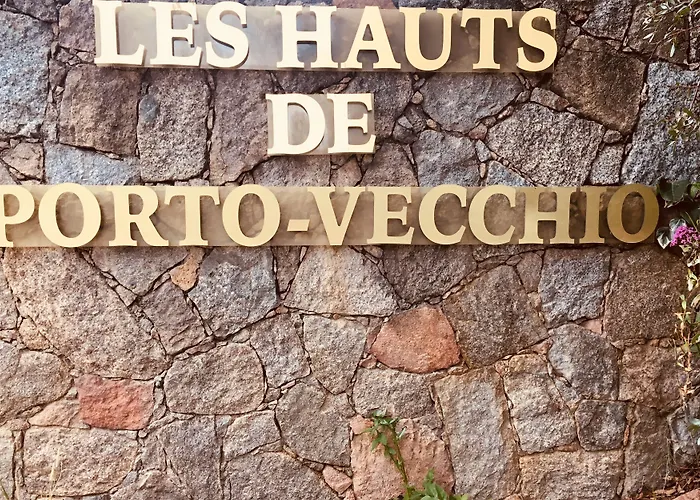 LES HAUTS
DE
PORTO-VECCHIO